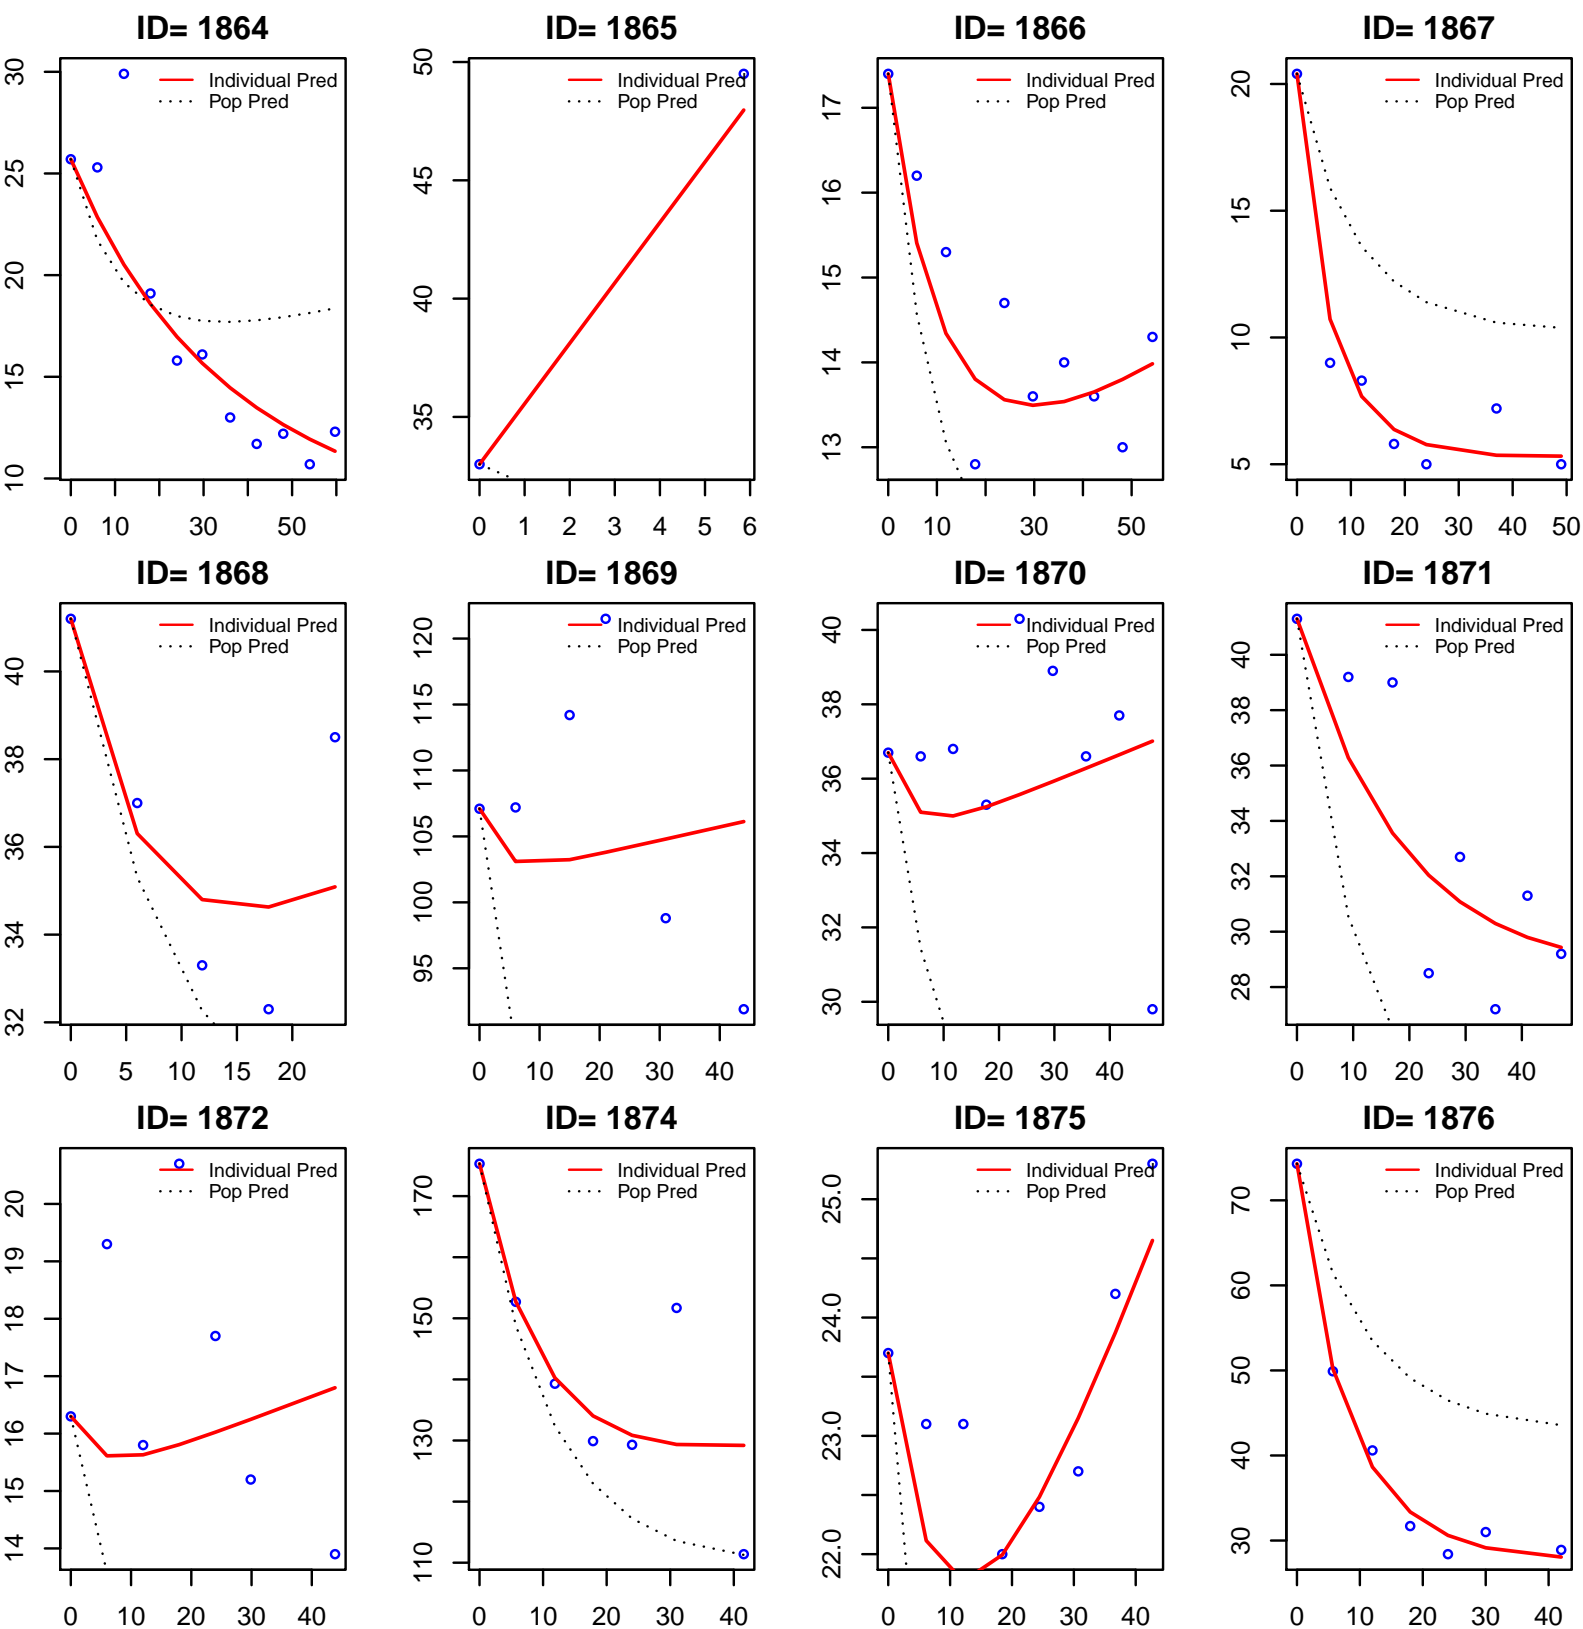 ID= 1864 ID= 1865 ID= 1866 ID= 1867
Individual Pred Individual Pred Individual Pred Individual Pred
Pop Pred Pop Pred Pop Pred Pop Pred
30 25 20 15 10
50 45 40 35
17 16 15 14 13
20 15 10 5
0 10 30 50
0 1 2 3 4 5 6
0 10 30 50
0 10 20 30 40 50
ID= 1868 ID= 1869 ID= 1870 ID= 1871
Individual Pred Individual Pred Individual Pred Individual Pred
Pop Pred Pop Pred Pop Pred Pop Pred
40 38 36 34 32
120 115 110 105 100 95
40 38 36 34 32 30
40 38 36 34 32 30 28
0 5 10 15 20
0 10 20 30 40
0 10 20 30 40
0 10 20 30 40
ID= 1872 ID= 1874 ID= 1875 ID= 1876
Individual Pred Individual Pred Individual Pred Individual Pred
Pop Pred Pop Pred Pop Pred Pop Pred
20 19 18 17 16 15 14
170 150 130 110
25.0 24.0 23.0 22.0
70 60 50 40 30
0 10 20 30 40
0 10 20 30 40
0 10 20 30 40
0 10 20 30 40